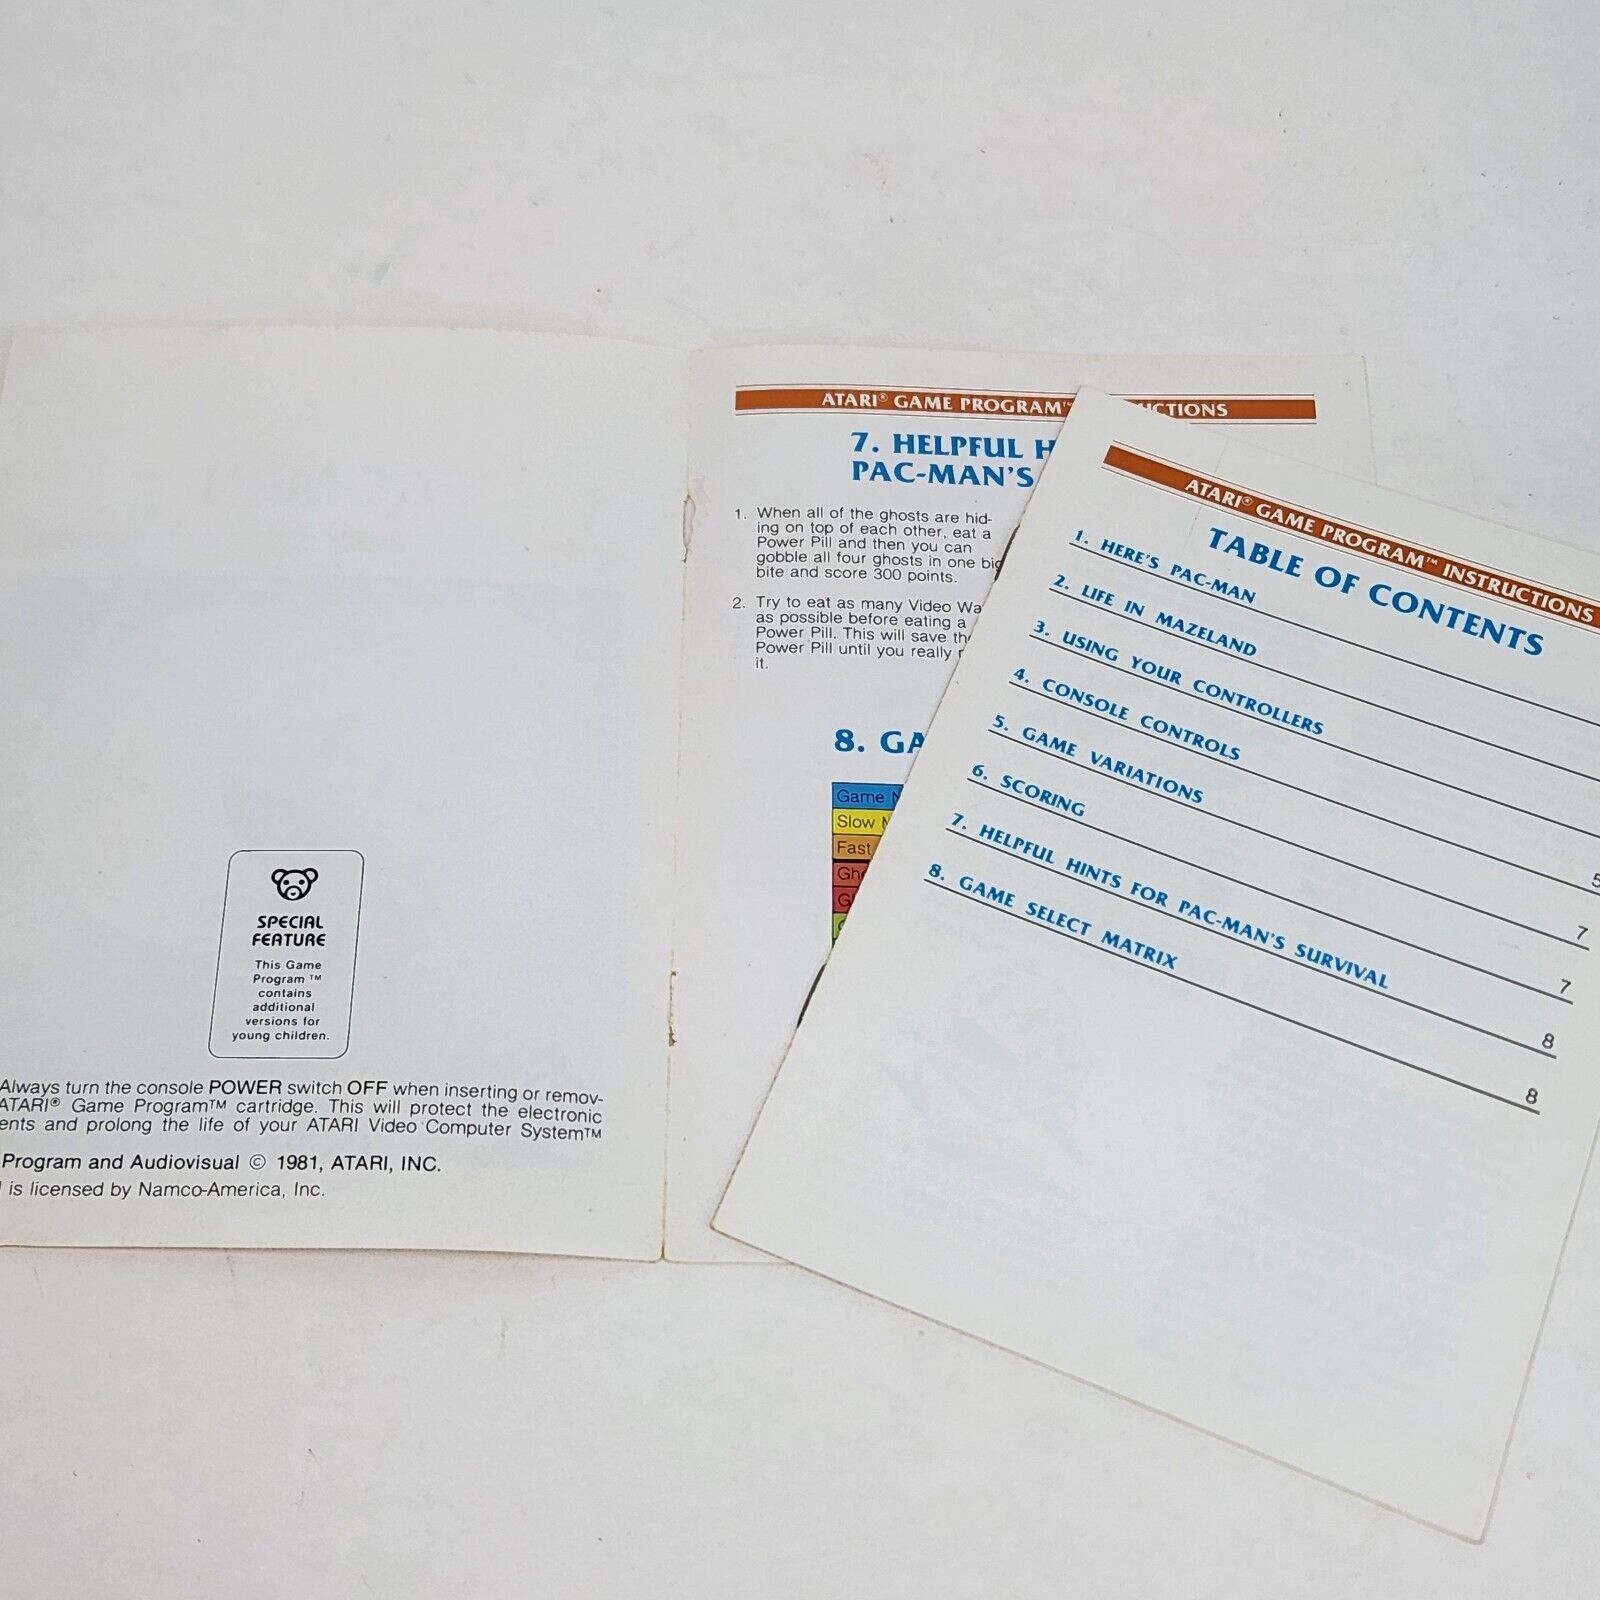 SPECIAL
FEATURE
This Game
Program ™
contains
additional
versions for
young children.
Always turn the console POWER switch OFF when inserting or remov-
ATARI® Game Program™ cartridge. This will protect the electronic
ents and prolong the life of your ATARI Video Computer System™
Program and Audiovisual © 1981, ATARI, INC.
is licensed by Namco-America, Inc.
ATARI® GAME PROGRAM™ CTIONS
7. HELPFUL H
PAC-MAN'S
1. When all of the ghosts are hid-
ing on top of each other, eat a
Power Pill and then you can
gobble all four ghosts in one big
bite and score 300 points.
2. Try to eat as many Video Wa
as possible before eating a
Power Pill. This will save the
Power Pill until you really
it.
8. GA
Game
Slow
Fast
Gho
ATARI® GAME PROGRAM™ INSTRUCTIONS
TABLE OF CONTENTS
1. HERE'S PAC-MAN
2. LIFE IN MAZELAND
3. USING YOUR CONTROLLERS
4. CONSOLE CONTROLS 5
5. GAME VARIATIONS 7
6. SCORING 7
7. HELPFUL HINTS FOR PAC-MAN'S SURVIVAL 8
8. GAME SELECT MATRIX 8